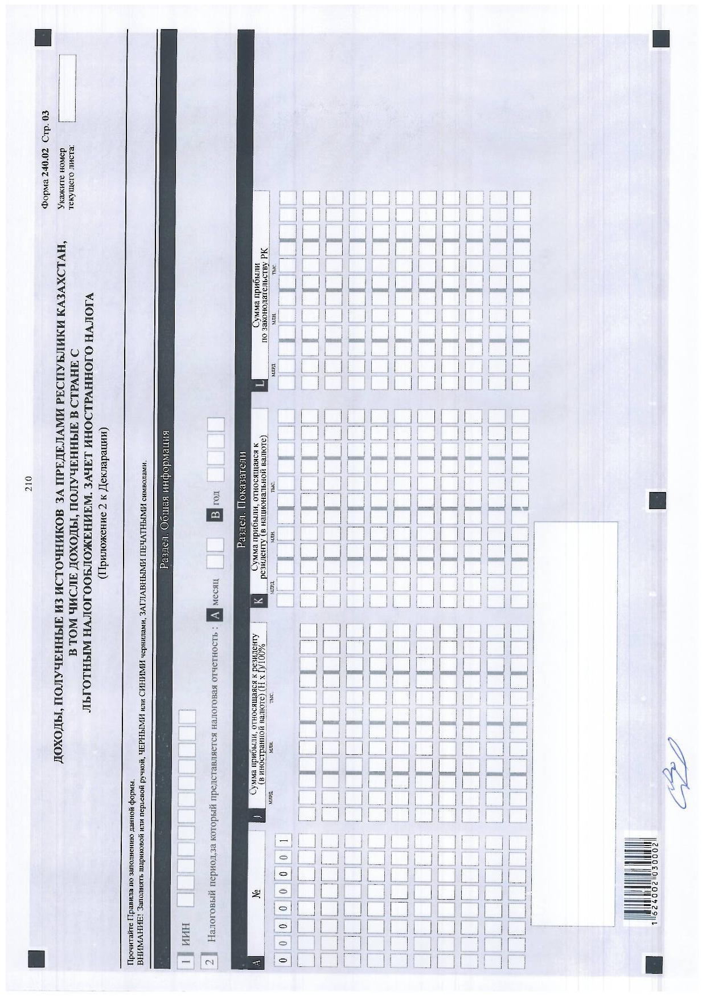 210
Форма 240.02 Стр. 03
Укажите номер
текущего листа:
ДОХОДЫ, ПОЛУЧЕННЫЕ ИЗ ИСТОЧНИКОВ ЗА ПРЕДЕЛАМИ РЕСПУБЛИКИ КАЗАХСТАН,
В ТОМ ЧИСЛЕ ДОХОДЫ, ПОЛУЧЕННЫЕ В СТРАНЕ С
ЛЬГОТНЫМ НАЛОГООБЛОЖЕНИЕМ. ЗАЧЕТ ИНОСТРАННОГО НАЛОГА
(Приложение 2 к Декларации)
Прочитайте Правила по заполнению данной формы.
ВНИМАНИЕ! Заполнять шариковой или перьевой ручкой, ЧЕРНЫМИ или СИНИМИ чернилами, ЗАГЛАВНЫМИ ПЕЧАТНЫМИ символами.
Раздел. Общая информация
1 ИИН
2 Налоговый период,за который представляется налоговая отчетность : A месяц B год
Раздел. Показатели
A №
J Сумма прибыли, относящаяся к резиденту
(в иностранной валюте) (H x I)/100%
K Сумма прибыли, относящаяся к
резиденту (в национальной валюте)
L Сумма прибыли
по законодательству РК
млрд. млн. тыс. млрд. млн. тыс. млрд. млн. тыс.
0 0 0 0 0 0 0 1
1 624002 030002